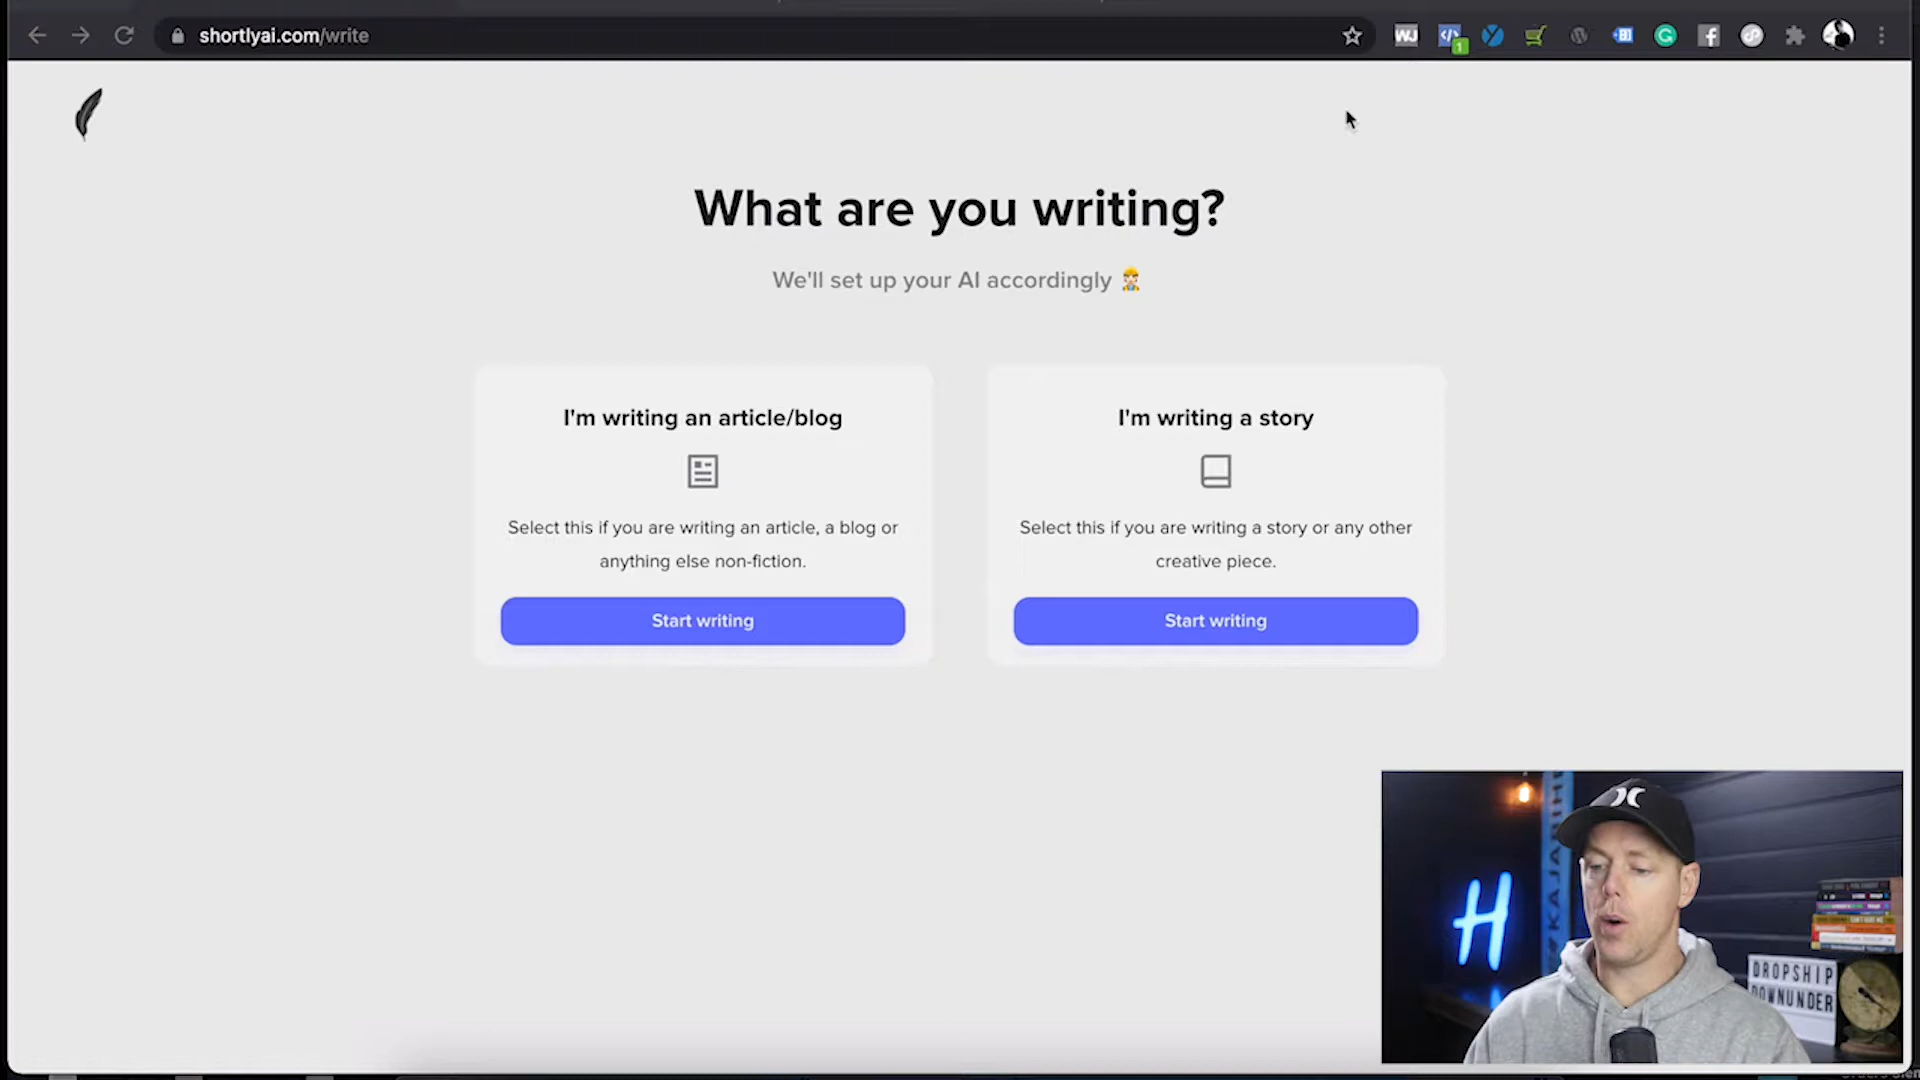 shortlyai.com/write
1
What are you writing?
We'll set up your AI accordingly
I'm writing an article/blog
Select this if you are writing an article, a blog or
anything else non-fiction.
Start writing
I'm writing a story
Select this if you are writing a story or any other
creative piece.
Start writing
H
KAJABI
DROPSHIP
DOWNUNDER